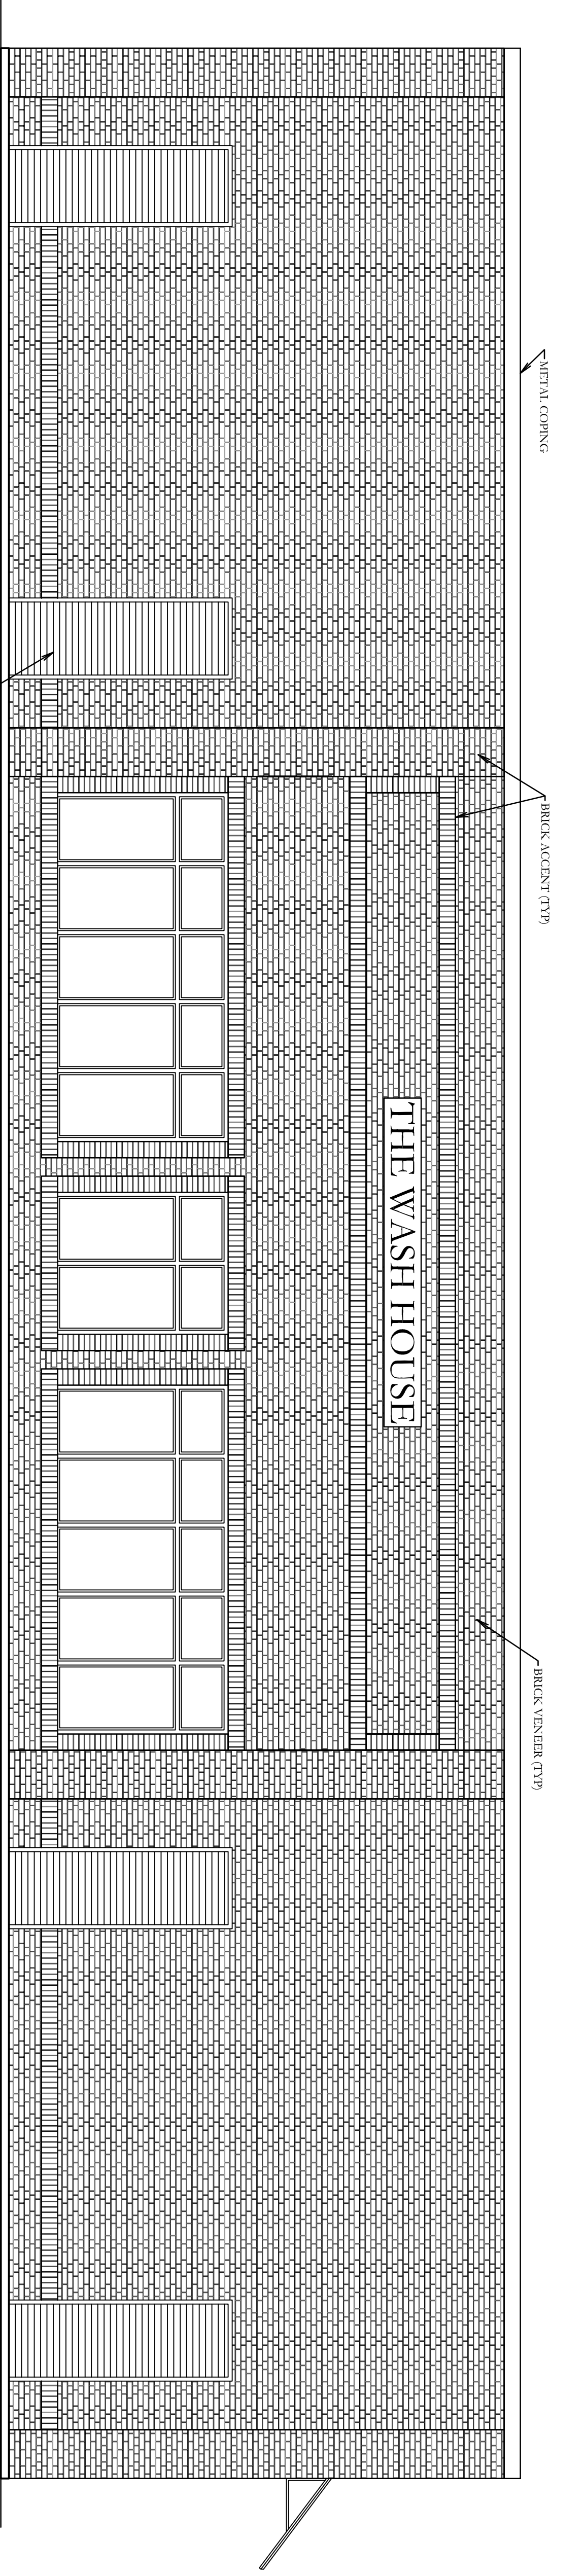 METAL COPING
BRICK ACCENT (TYP)
BRICK VENEER (TYP)
THE WASH HOUSE